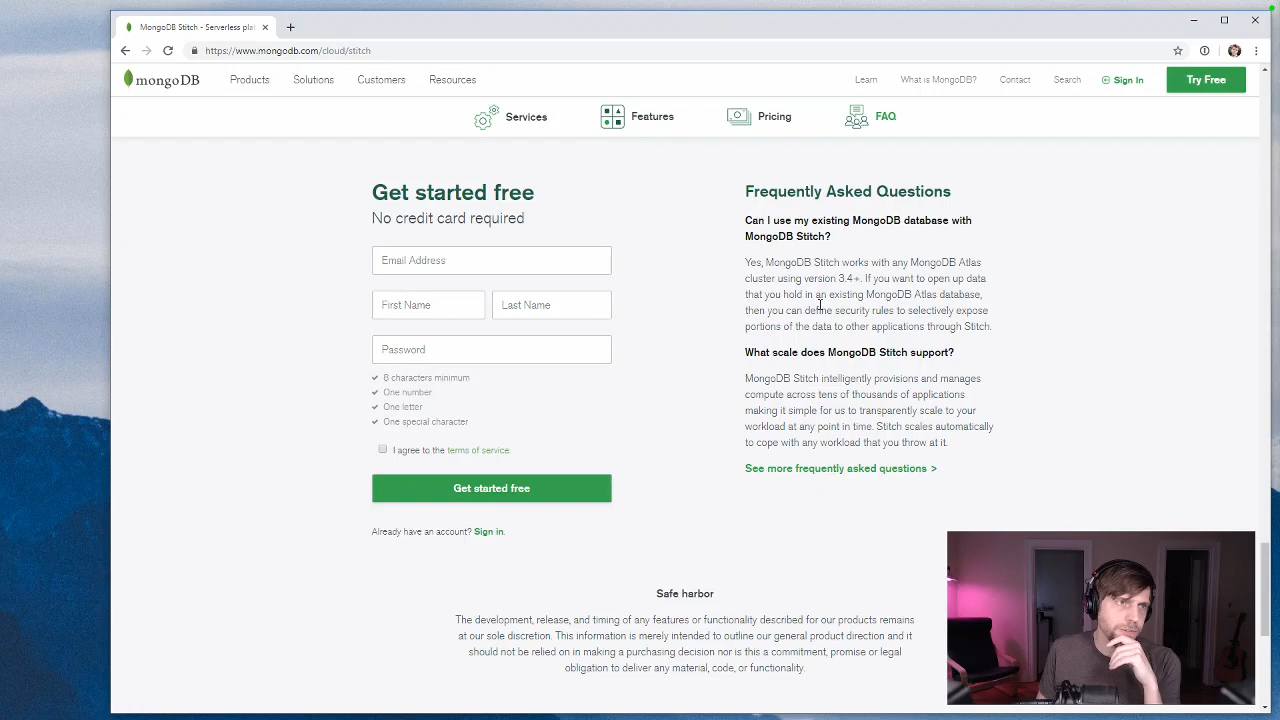 MongoDB Stitch - Serverless pla
https://www.mongodb.com/cloud/stitch
mongoDB
Products
Solutions
Customers
Resources
Learn
What is MongoDB?
Contact
Search
Sign In
Try Free
Services
Features
Pricing
FAQ
Get started free
No credit card required
Email Address
First Name
Last Name
Password
8 characters minimum
One number
One letter
One special character
I agree to the terms of service.
Get started free
Already have an account? Sign in.
Frequently Asked Questions
Can I use my existing MongoDB database with
MongoDB Stitch?
Yes, MongoDB Stitch works with any MongoDB Atlas
cluster using version 3.4+. If you want to open up data
that you hold in an existing MongoDB Atlas database,
then you can define security rules to selectively expose
portions of the data to other applications through Stitch.
What scale does MongoDB Stitch support?
MongoDB Stitch intelligently provisions and manages
compute across tens of thousands of applications
making it simple for us to transparently scale to your
workload at any point in time. Stitch scales automatically
to cope with any workload that you throw at it.
See more frequently asked questions >
Safe harbor
The development, release, and timing of any features or functionality described for our products remains
at our sole discretion. This information is merely intended to outline our general product direction and it
should not be relied on in making a purchasing decision nor is this a commitment, promise or legal
obligation to deliver any material, code, or functionality.